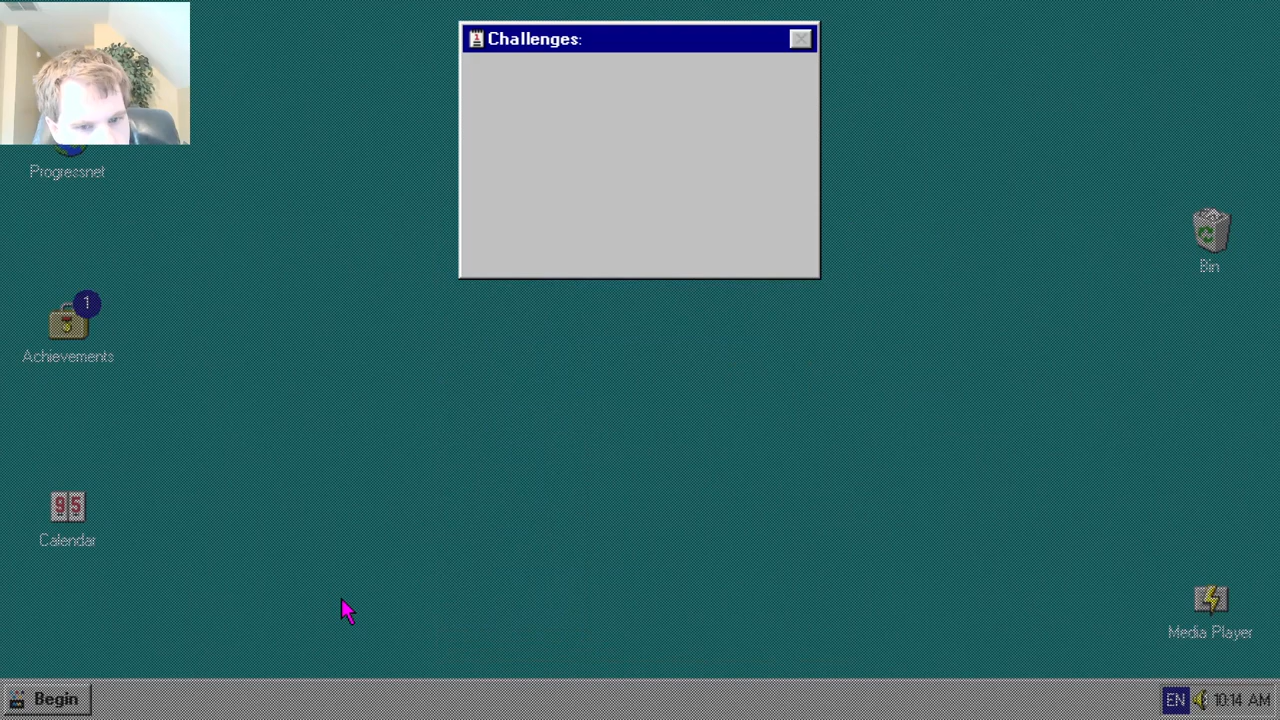 Challenges:
Progressnet
Bin
1
Achievements
95
Calendar
Media Player
Begin
EN 10:14 AM